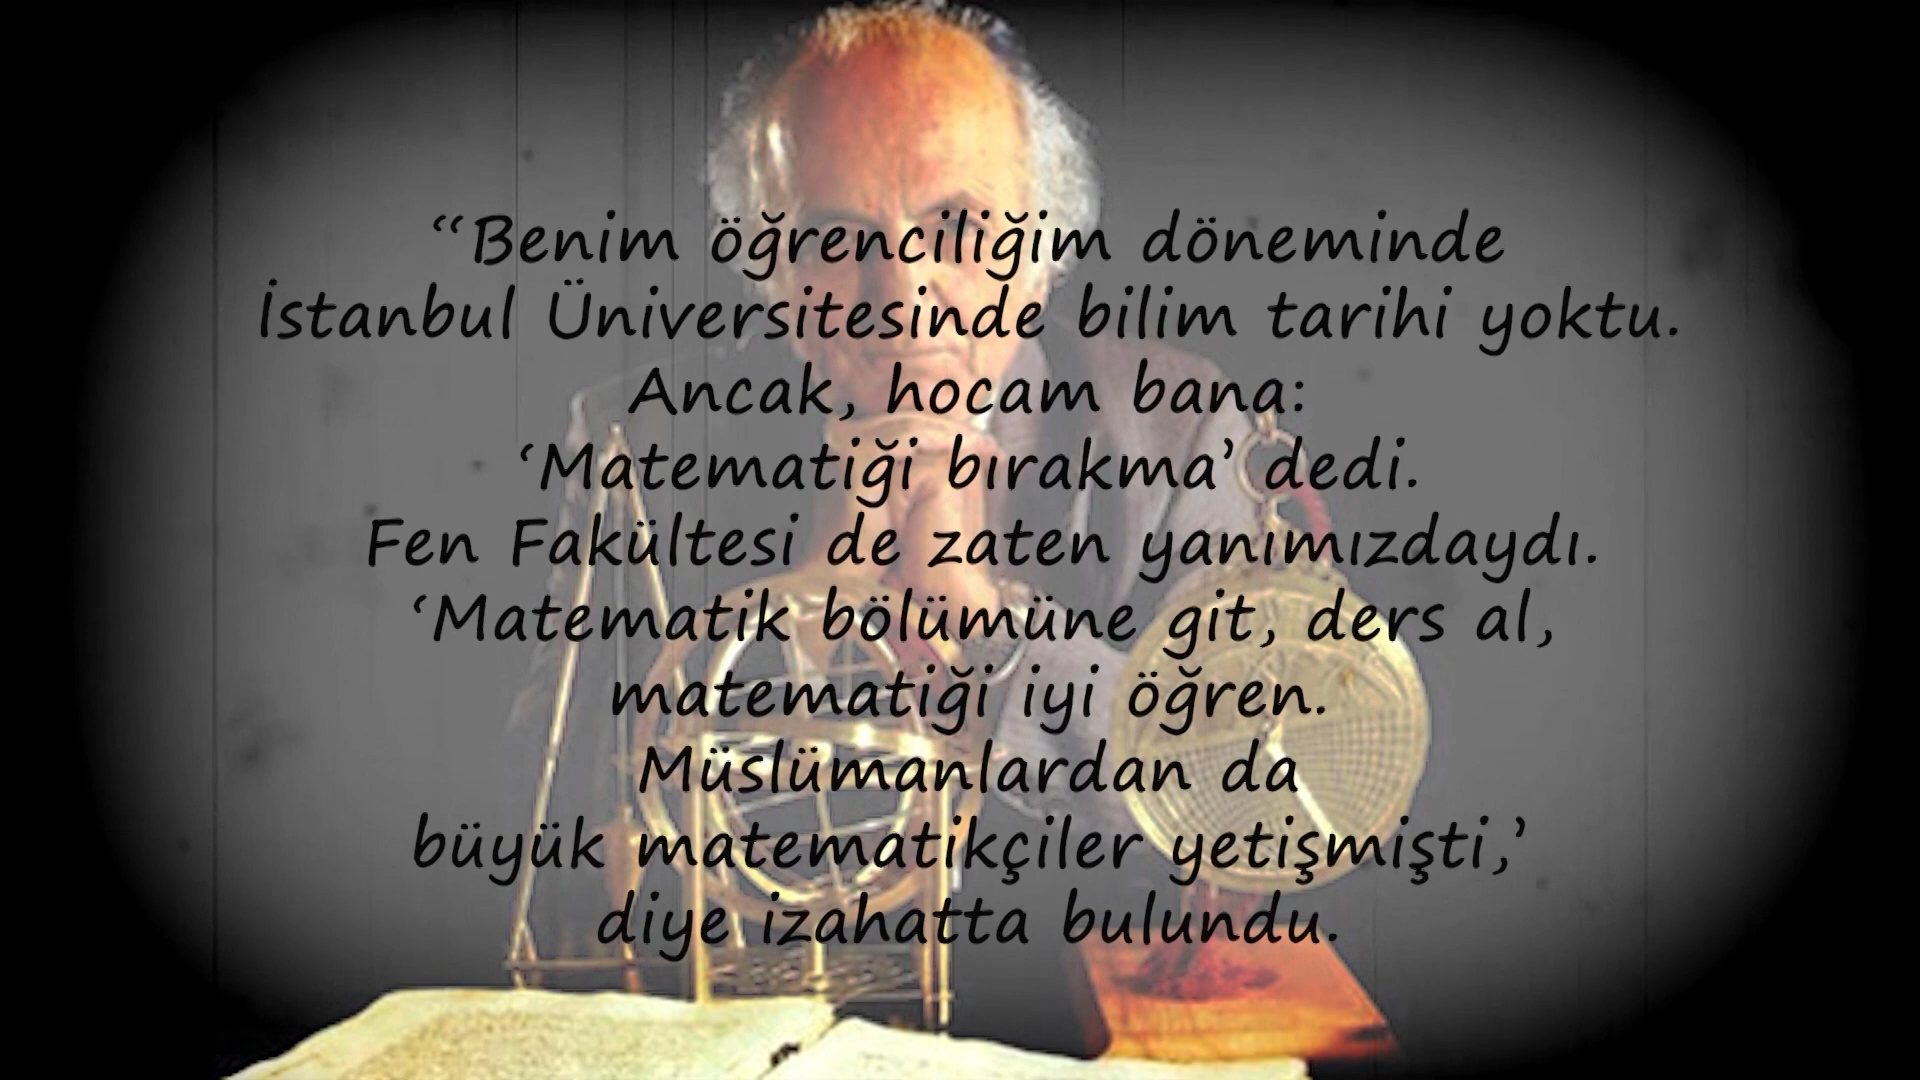 “Benim öğrenciliğim döneminde
İstanbul Üniversitesinde bilim tarihi yoktu.
Ancak, hocam bana:
‘Matematiği bırakma’ dedi.
Fen Fakültesi de zaten yanımızdaydı.
‘Matematik bölümüne git, ders al,
matematiği iyi öğren.
Müslümanlardan da
büyük matematikçiler yetişmişti,’
diye izahatta bulundu.